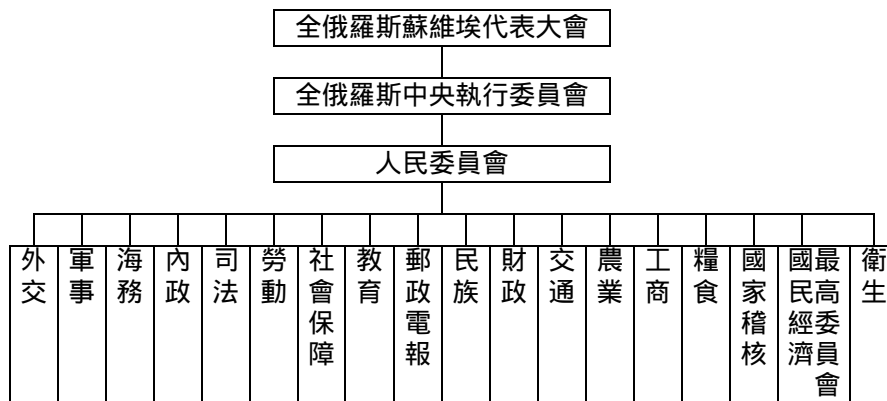 全俄羅斯蘇維埃代表大會
全俄羅斯中央執行委員會
人民委員會
外交
軍事
海務
內政
司法
勞動
社會保障
教育
郵政電報
民族
財政
交通
農業
工商
糧食
國家稽核
最高委員會
國民經濟
衛生